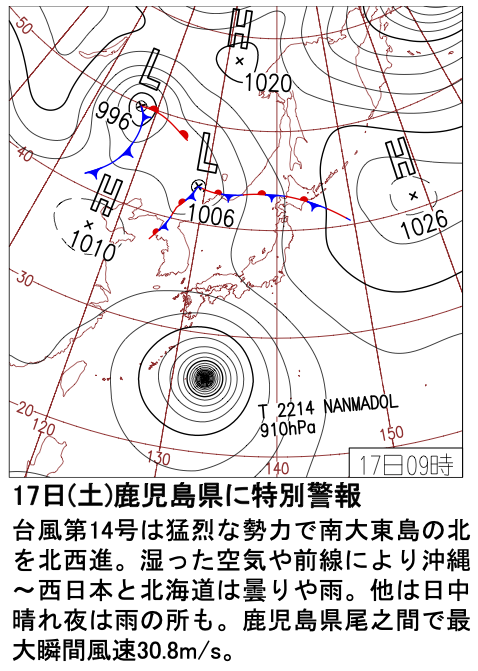 50
H
1020
L
996
40
L
H
1006
H
1026
1010
30
T 2214 NANMADOL
910hPa
20
120
130
140
150
17日09時
17日(土)鹿児島県に特別警報
台風第14号は猛烈な勢力で南大東島の北
を北西進。湿った空気や前線により沖縄
～西日本と北海道は曇りや雨。他は日中
晴れ夜は雨の所も。鹿児島県尾之間で最
大瞬間風速30.8m/s。